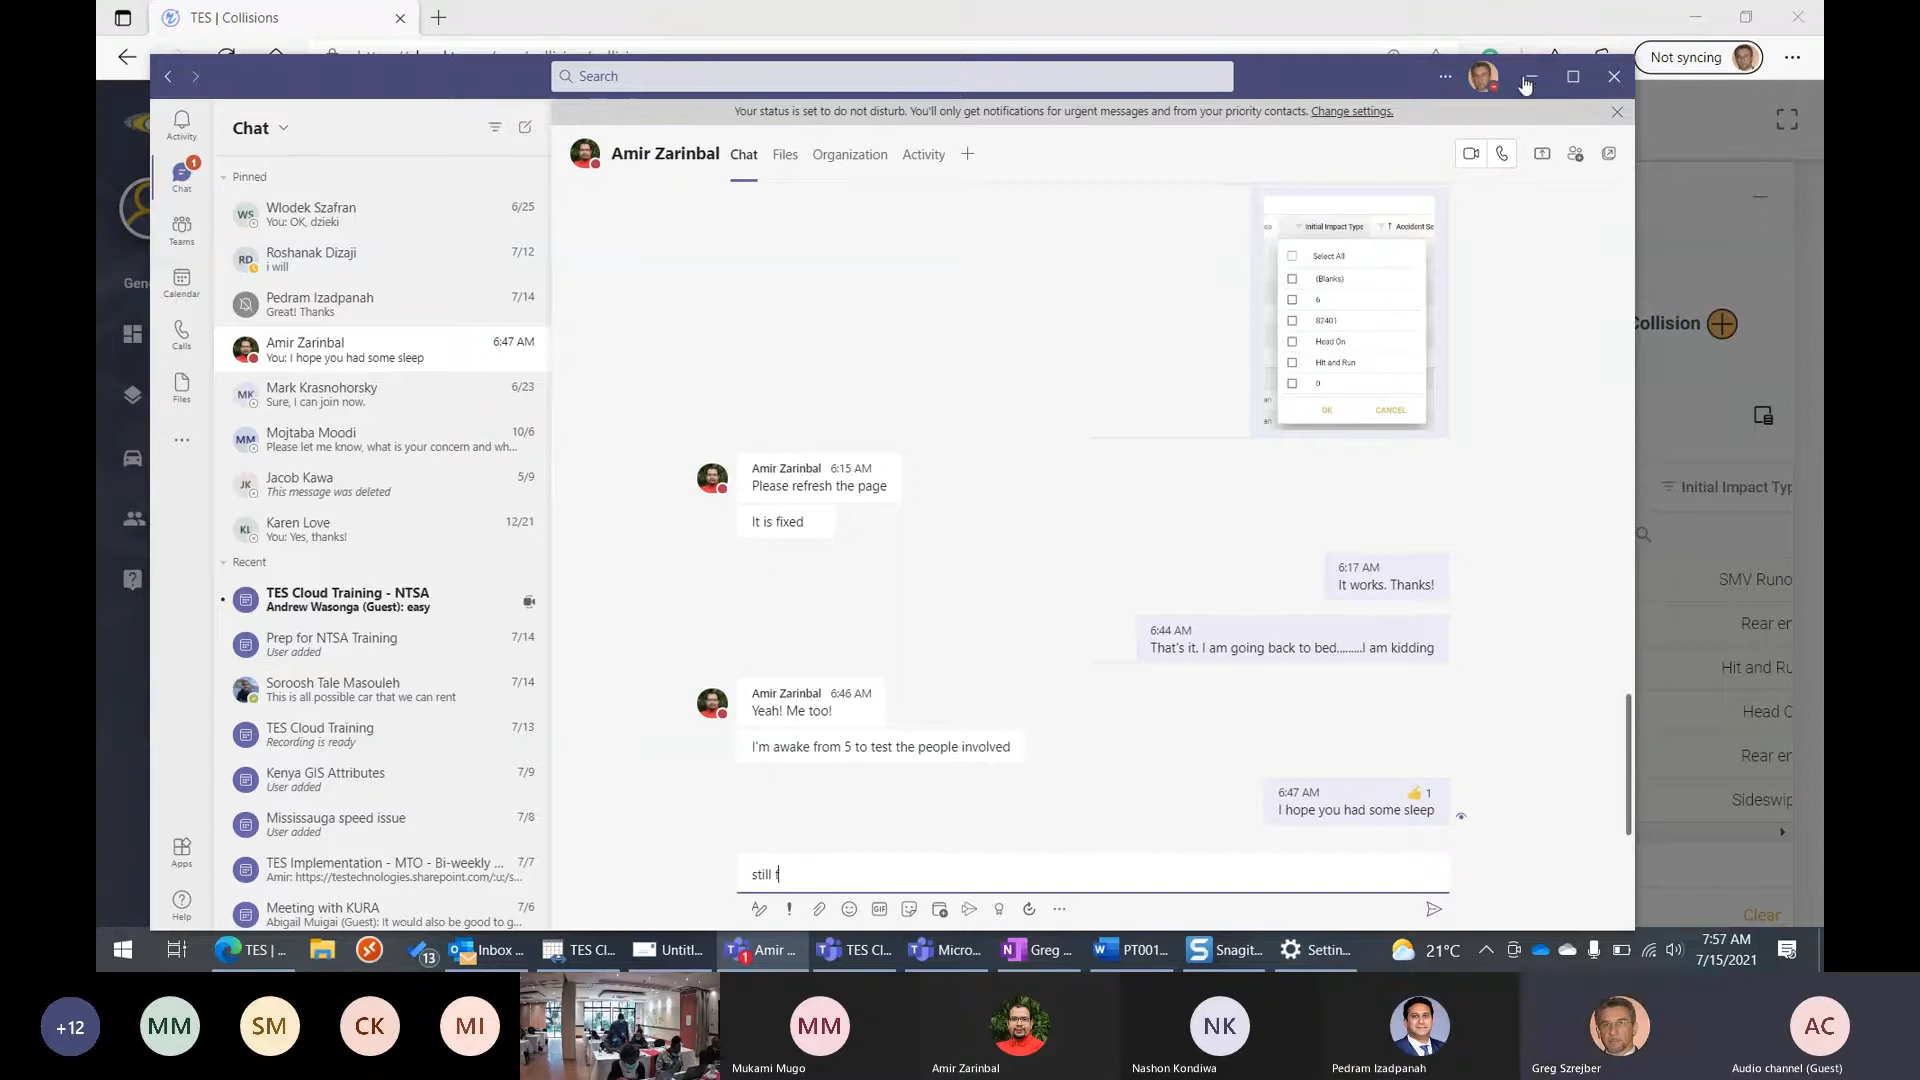 TES | Collisions
Not syncing
Search
Your status is set to do not disturb. You'll only get notifications for urgent messages and from your priority contacts. Change settings.
Activity
Chat
1
Teams
Calendar
Calls
Files
Apps
Help
Chat
Pinned
WS
Wlodek Szafran
6/25
You: OK, dzieki
RD
Roshanak Dizaji
7/12
i will
Pedram Izadpanah
7/14
Great! Thanks
Amir Zarinbal
6:47 AM
You: I hope you had some sleep
MK
Mark Krasnohorsky
6/23
Sure, I can join now.
MM
Mojtaba Moodi
10/6
Please let me know, what is your concern and wh...
JK
Jacob Kawa
5/9
This message was deleted
KL
Karen Love
12/21
You: Yes, thanks!
Recent
TES Cloud Training - NTSA
Andrew Wasonga (Guest): easy
Prep for NTSA Training
7/14
User added
Soroosh Tale Masouleh
7/14
This is all possible car that we can rent
TES Cloud Training
7/13
Recording is ready
Kenya GIS Attributes
7/9
User added
Mississauga speed issue
7/8
User added
TES Implementation - MTO - Bi-weekly ...
7/7
Amir: https://testechnologies.sharepoint.com/:u:/s...
Meeting with KURA
7/6
Abigail Muigai (Guest): It would also be good to g...
Amir Zarinbal
Chat
Files
Organization
Activity
Initial Impact Type
Accident Se
Select All
(Blanks)
6
82401
Head On
Hit and Run
0
OK
CANCEL
Amir Zarinbal 6:15 AM
Please refresh the page
It is fixed
6:17 AM
It works. Thanks!
6:44 AM
That's it. I am going back to bed.........I am kidding
Amir Zarinbal 6:46 AM
Yeah! Me too!
I'm awake from 5 to test the people involved
6:47 AM
1
I hope you had some sleep
still f
GIF
Gen
Collision
Initial Impact Typ
SMV Runo
Rear en
Hit and Ru
Head O
Rear en
Sideswip
Clear
TES | ...
13
Inbox ...
TES Cl...
Untitl...
1
Amir ...
TES Cl...
Micro...
Greg ...
PT001...
Snagit...
Settin...
21°C
7:57 AM
7/15/2021
+12
MM
SM
CK
MI
MM
Mukami Mugo
Amir Zarinbal
NK
Nashon Kondiwa
Pedram Izadpanah
Greg Szrejber
AC
Audio channel (Guest)